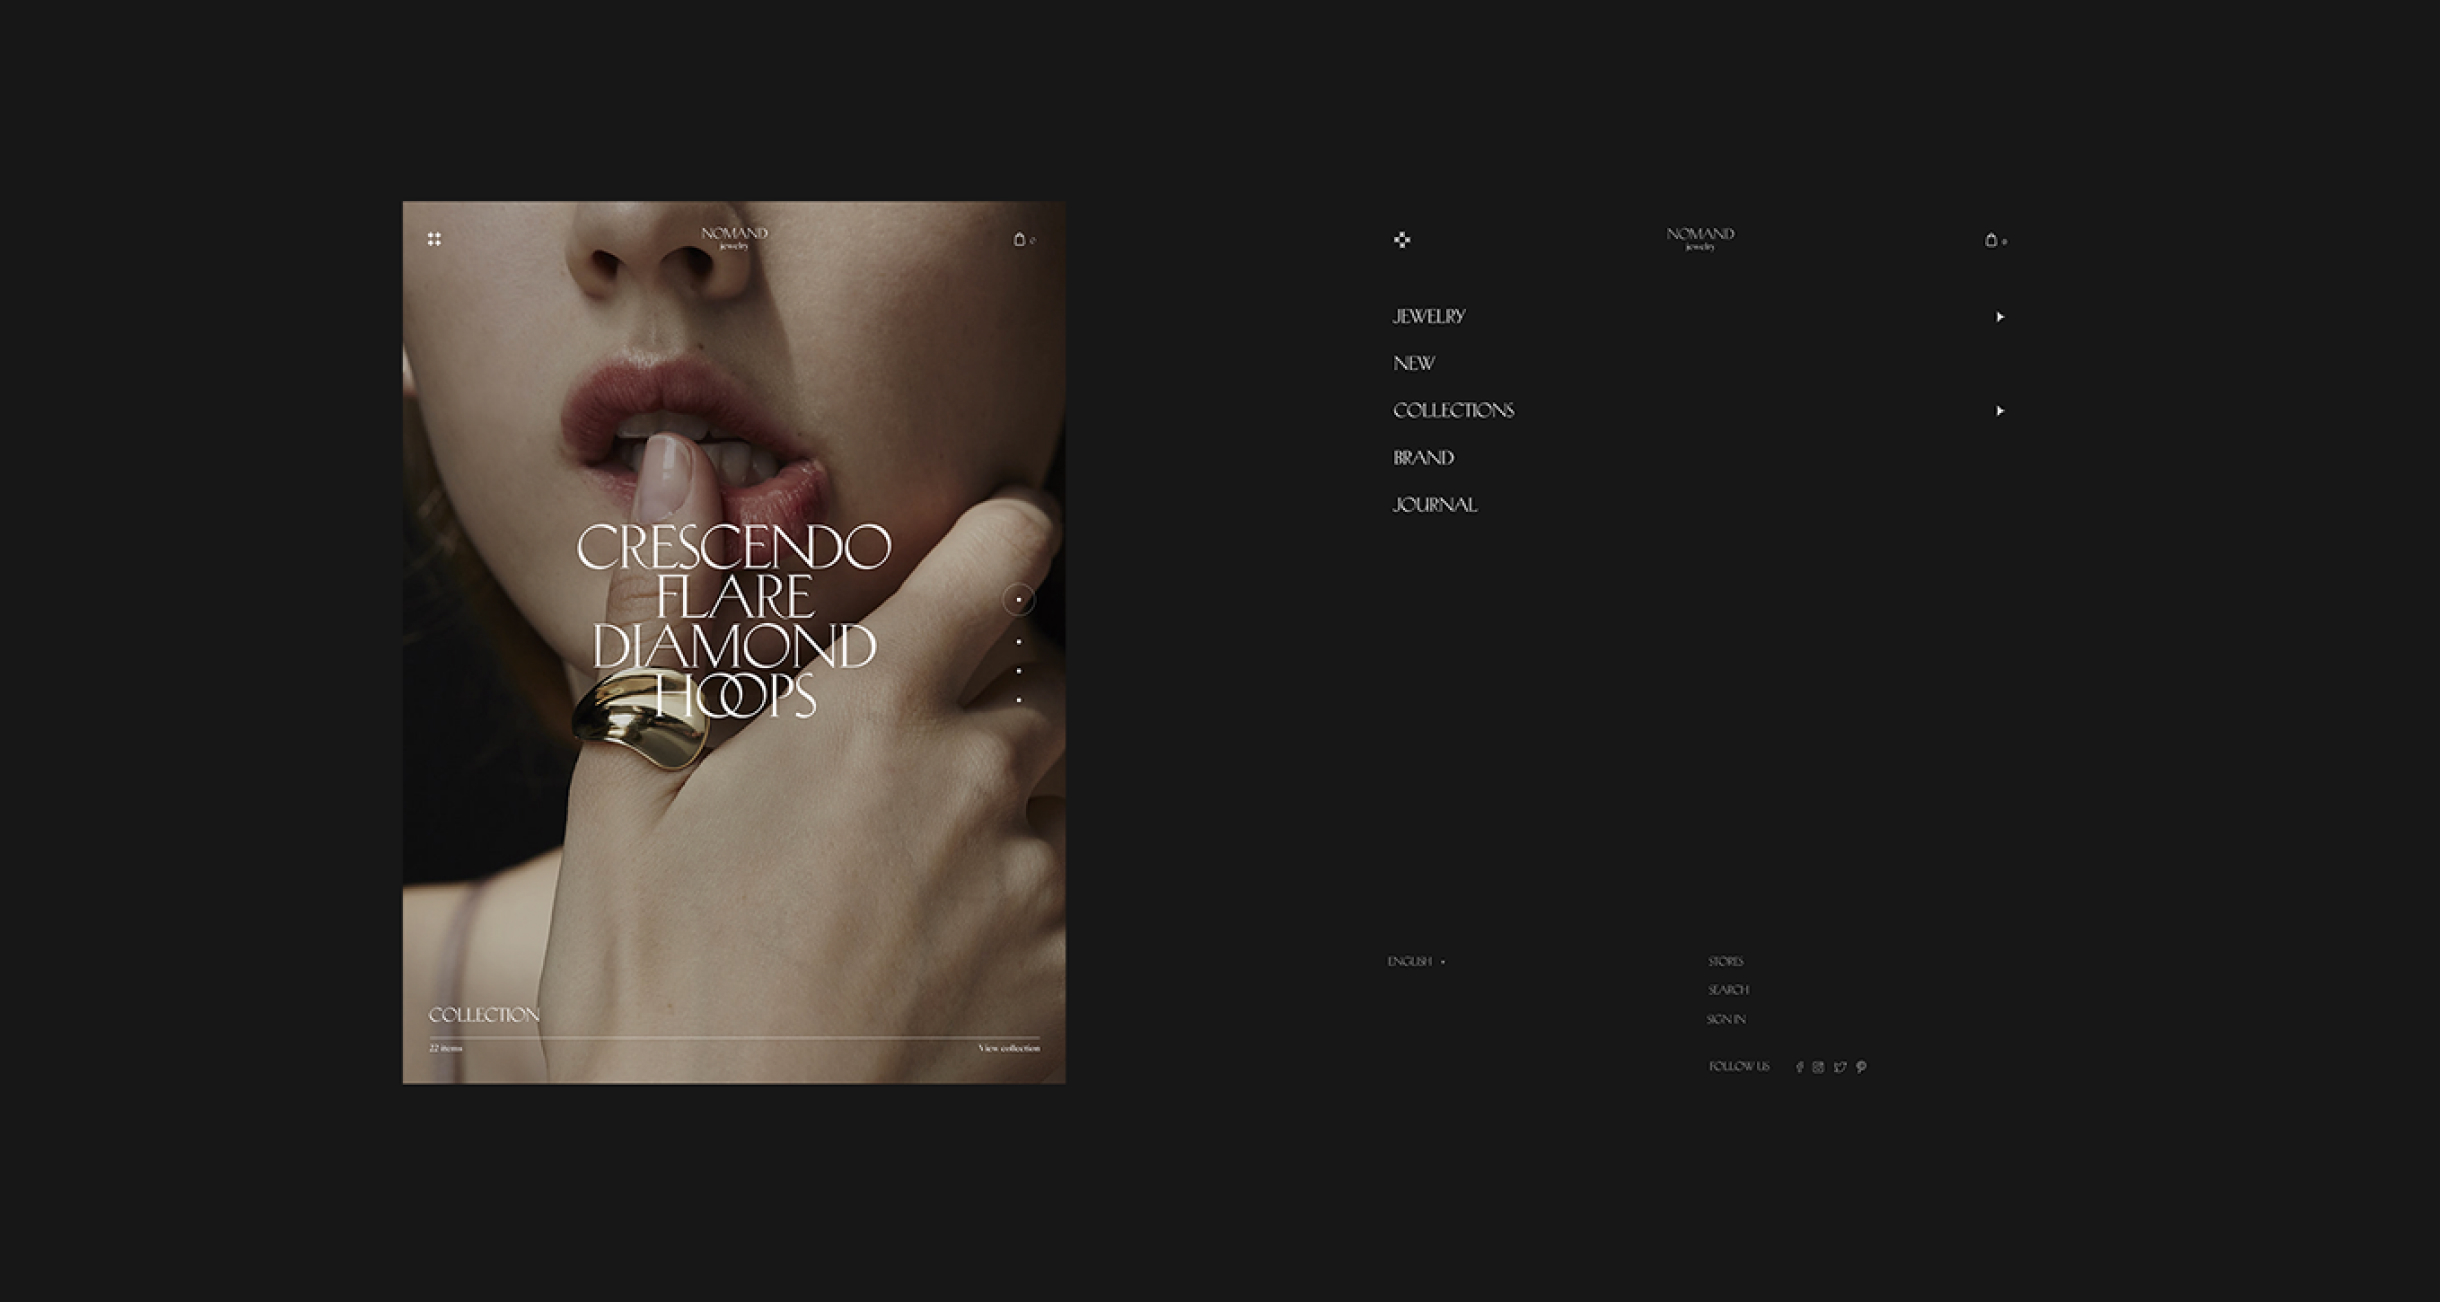 NOMAND
jewelry
CRESCENDO
FLARE
DIAMOND
HOOPS
COLLECTION
22 items
View collection
NOMAND
jewelry
0
JEWELRY
NEW
COLLECTIONS
BRAND
JOURNAL
ENGLISH
STORES
SEARCH
SIGN IN
FOLLOW US